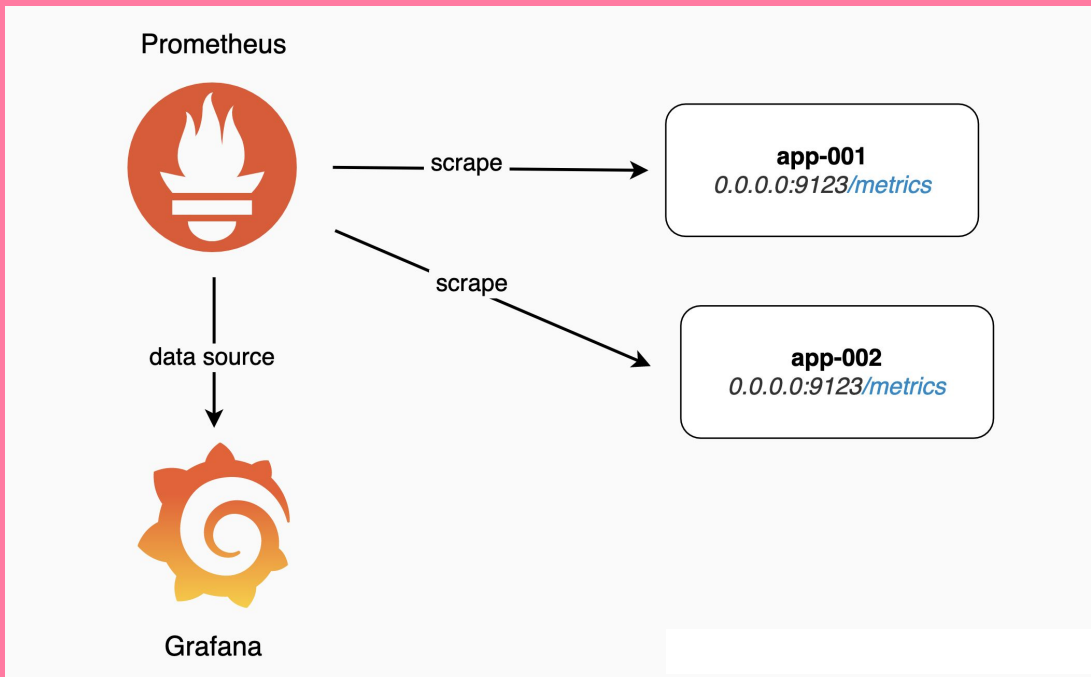 Prometheus
scrape
app-001
0.0.0.0:9123/metrics
scrape
data source
app-002
0.0.0.0:9123/metrics
Grafana